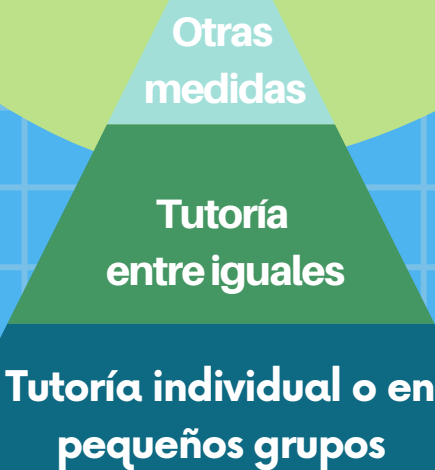 Otras
medidas
Tutoría
entre iguales
Tutoría individual o en
pequeños grupos